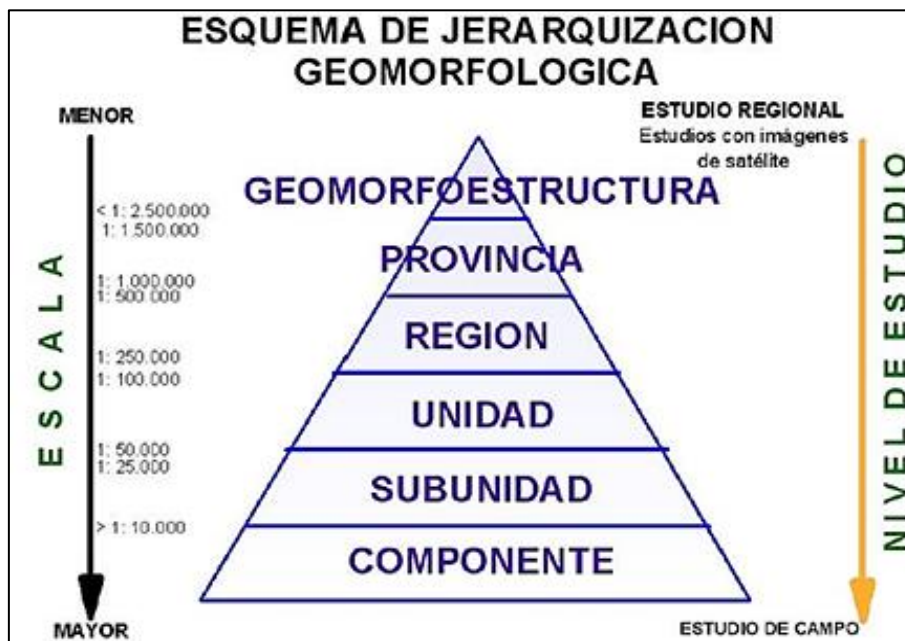 ESQUEMA DE JERARQUIZACION
GEOMORFOLOGICA
MENOR
ESTUDIO REGIONAL
Estudios con imágenes
de satélite
ESCALA
< 1: 2.500.000
1: 1.500.000
1: 1.000.000
1: 500.000
1: 250.000
1: 100.000
1: 50.000
1: 25.000
> 1: 10.000
MAYOR
GEOMORFOESTRUCTURA
PROVINCIA
REGION
UNIDAD
SUBUNIDAD
COMPONENTE
NIVEL DE ESTUDIO
ESTUDIO DE CAMPO